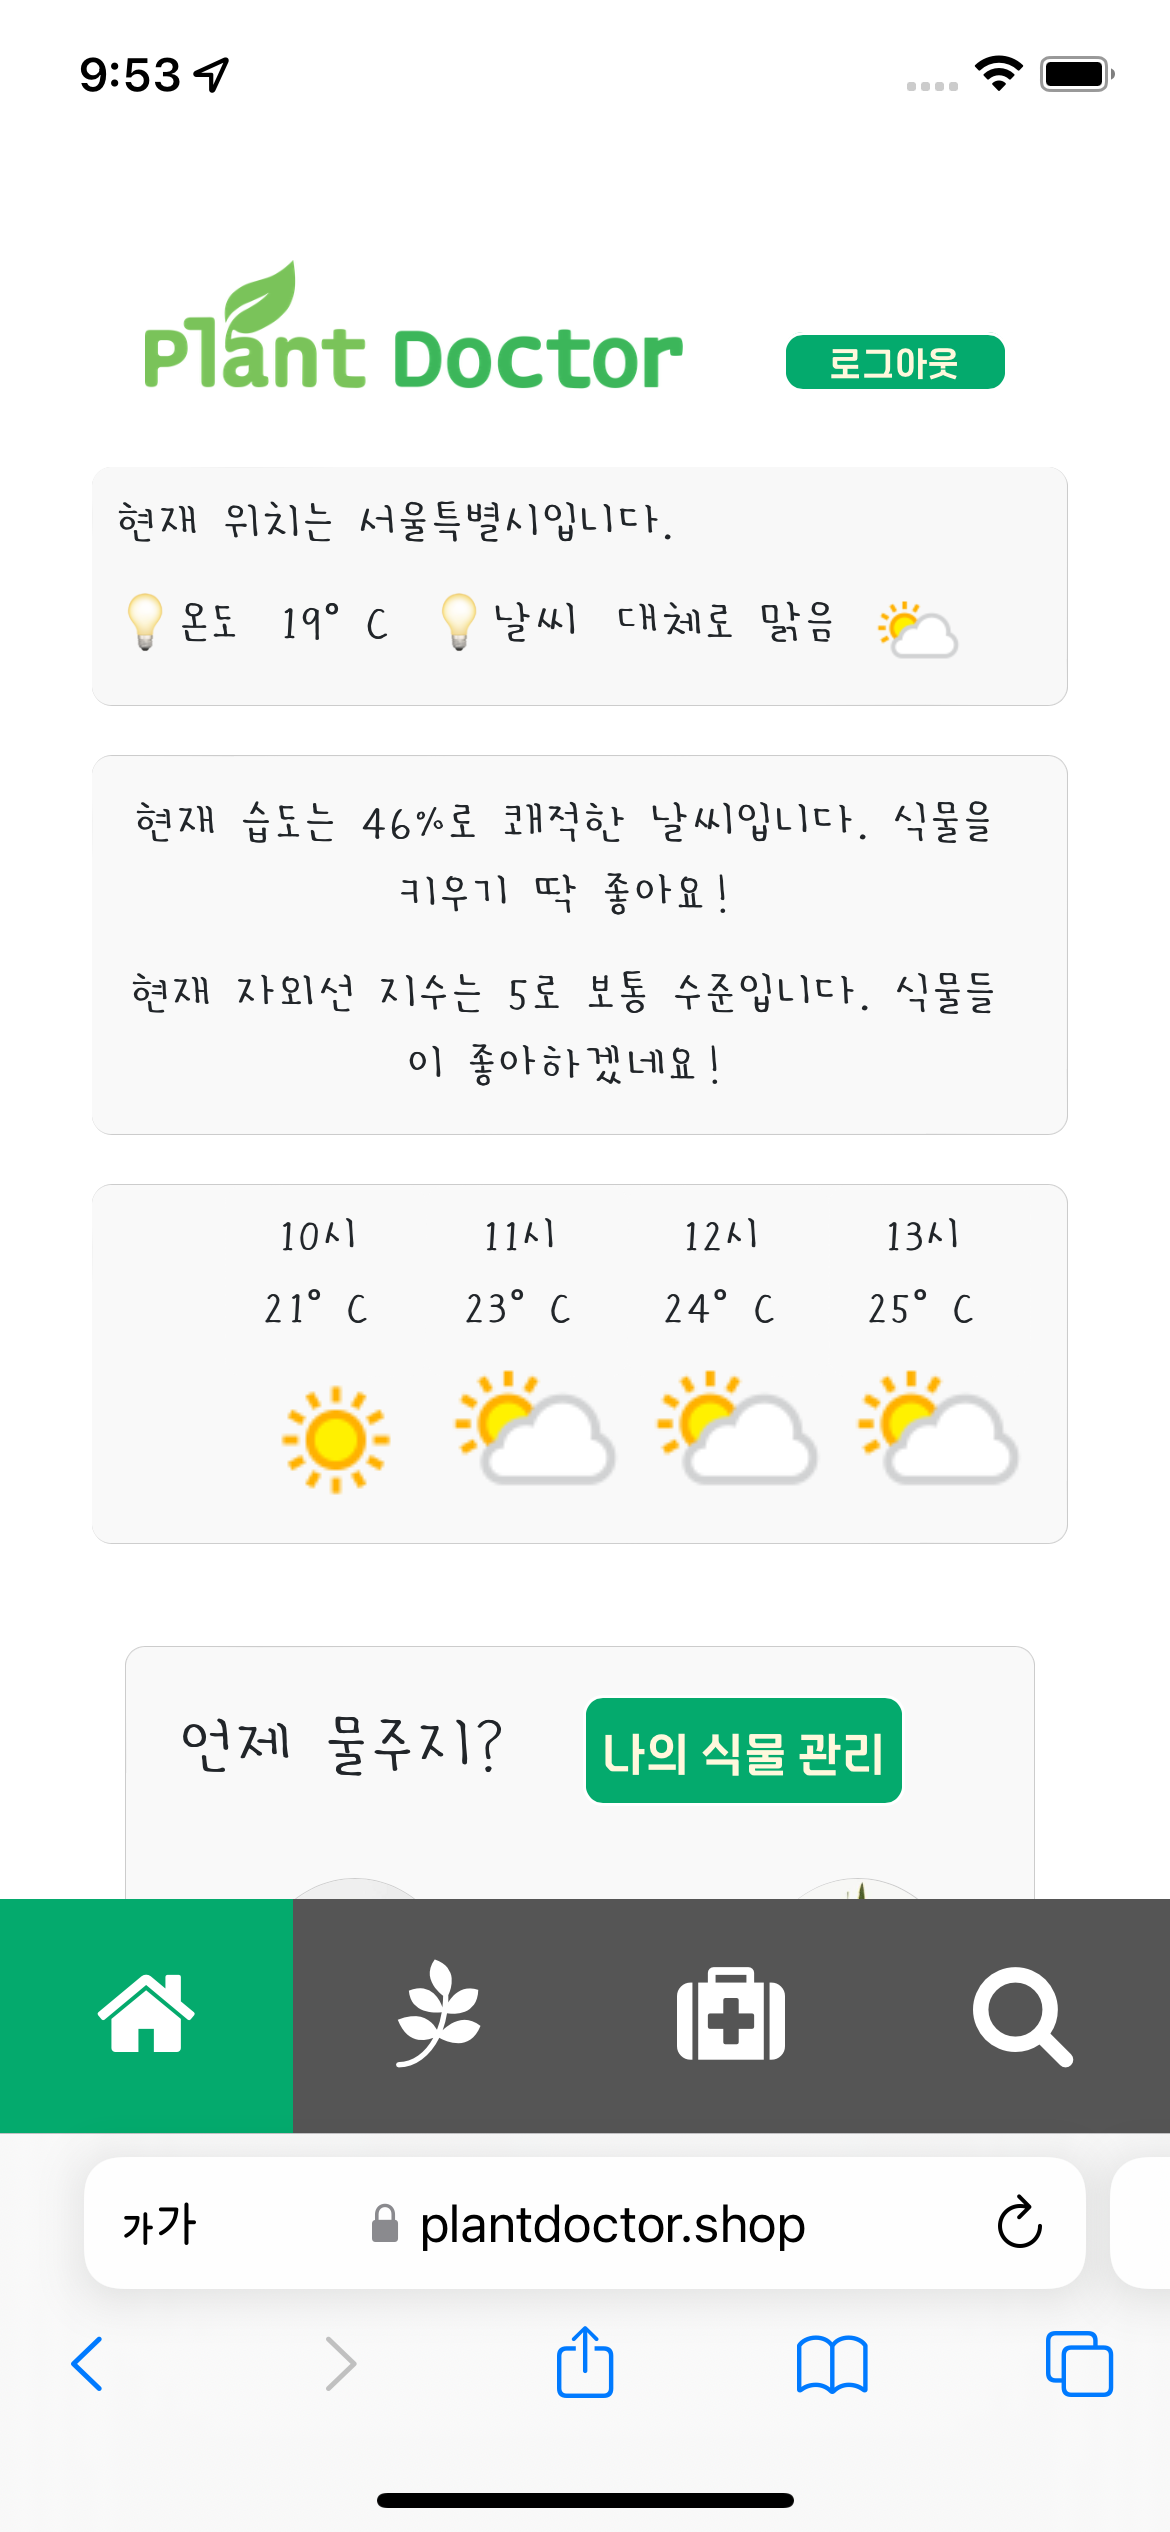 9:53
Plant Doctor
로그아웃
현재 위치는 서울특별시입니다.
온도 19° C 날씨 대체로 맑음
현재 습도는 46%로 쾌적한 날씨입니다. 식물을
키우기 딱 좋아요!
현재 자외선 지수는 5로 보통 수준입니다. 식물들
이 좋아하겠네요!
10시 11시 12시 13시
21° C 23° C 24° C 25° C
언제 물주지? 나의 식물 관리
가가 plantdoctor.shop